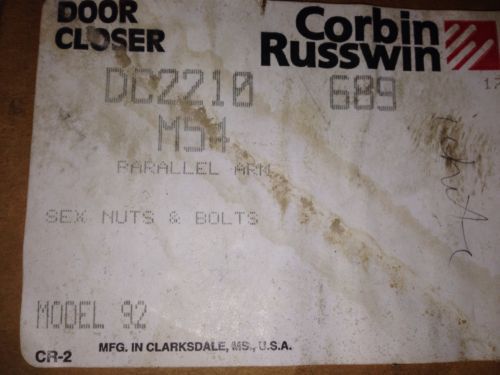 DOOR
CLOSER
Corbin
Russwin
DC2210 689 17
M54
PARALLEL ARM
SEX NUTS & BOLTS
MODEL 92
CR-2 MFG. IN CLARKSDALE, MS., U.S.A.